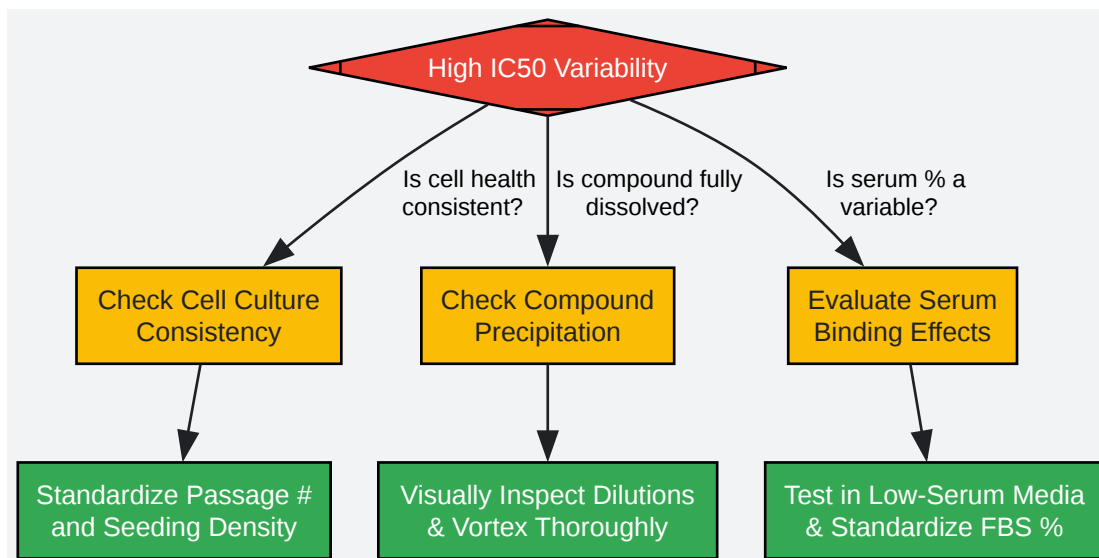 High IC50 Variability
Is cell health
consistent?
Is compound fully
dissolved?
Is serum % a
variable?
Check Cell Culture
Consistency
Check Compound
Precipitation
Evaluate Serum
Binding Effects
Standardize Passage #
and Seeding Density
Visually Inspect Dilutions
& Vortex Thoroughly
Test in Low-Serum Media
& Standardize FBS %